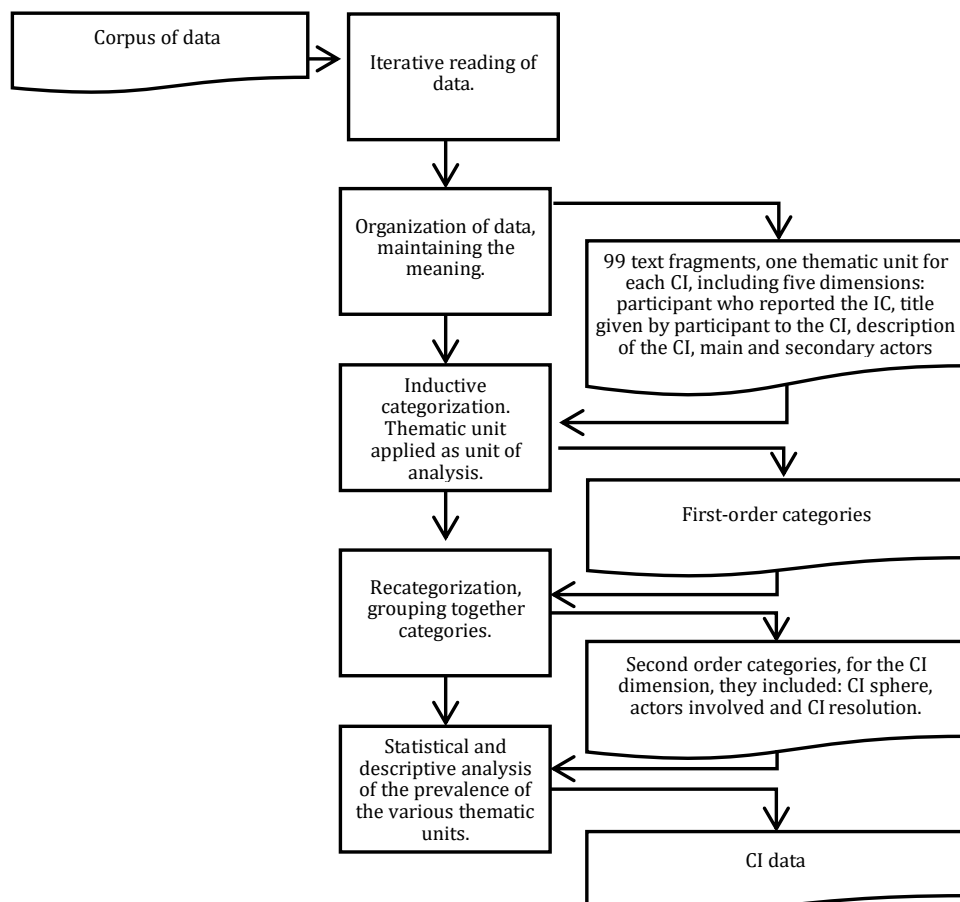 Corpus of data
Iterative reading of
data.
Organization of data,
maintaining the
meaning.
99 text fragments, one thematic unit for
each CI, including five dimensions:
participant who reported the IC, title
given by participant to the CI, description
of the CI, main and secondary actors
Inductive
categorization.
Thematic unit
applied as unit of
analysis.
First-order categories
Recategorization,
grouping together
categories.
Second order categories, for the CI
dimension, they included: CI sphere,
actors involved and CI resolution.
Statistical and
descriptive analysis
of the prevalence of
the various thematic
units.
CI data